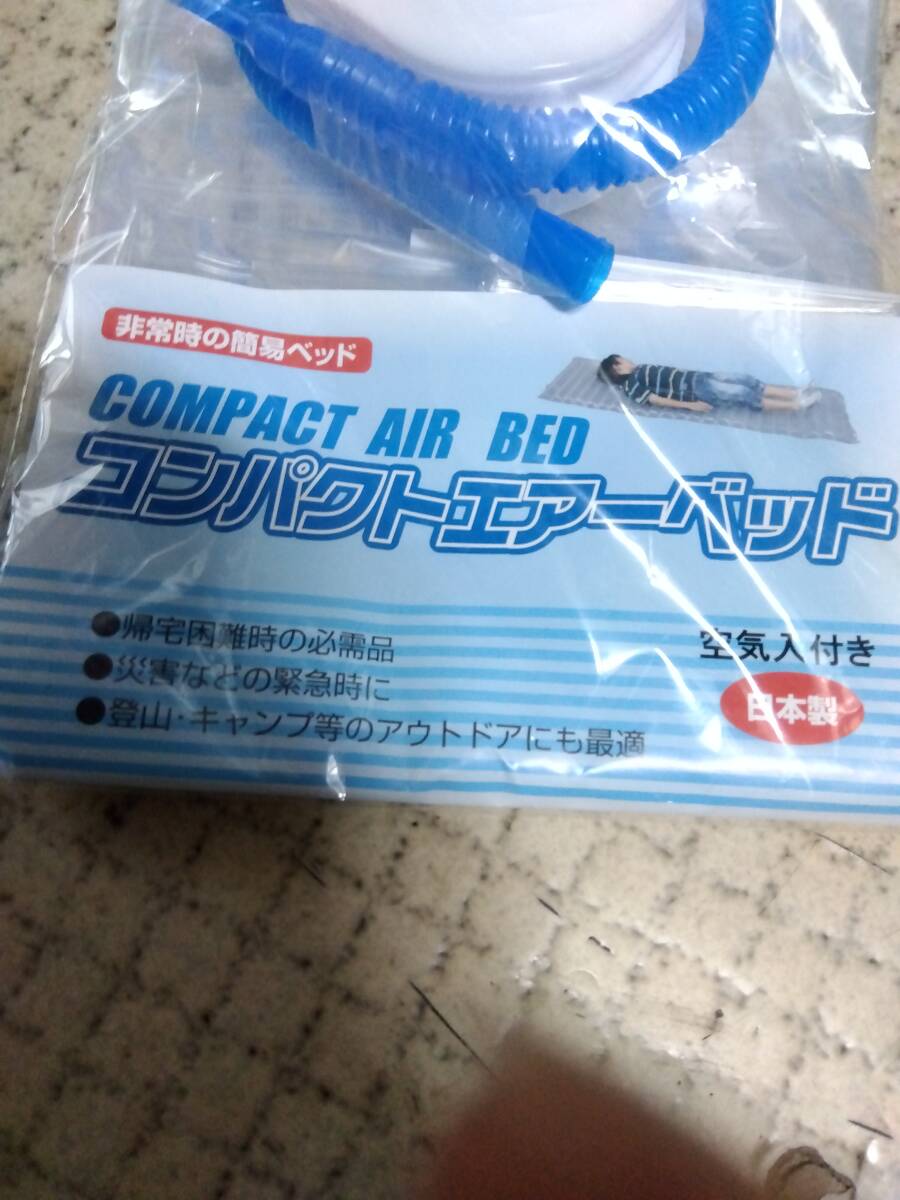 非常時の簡易ベッド
COMPACT AIR BED
コンパクトエアーベッド
●帰宅困難時の必需品
●災害などの緊急時に
●登山・キャンプ等のアウトドアにも最適
空気入付き
日本製